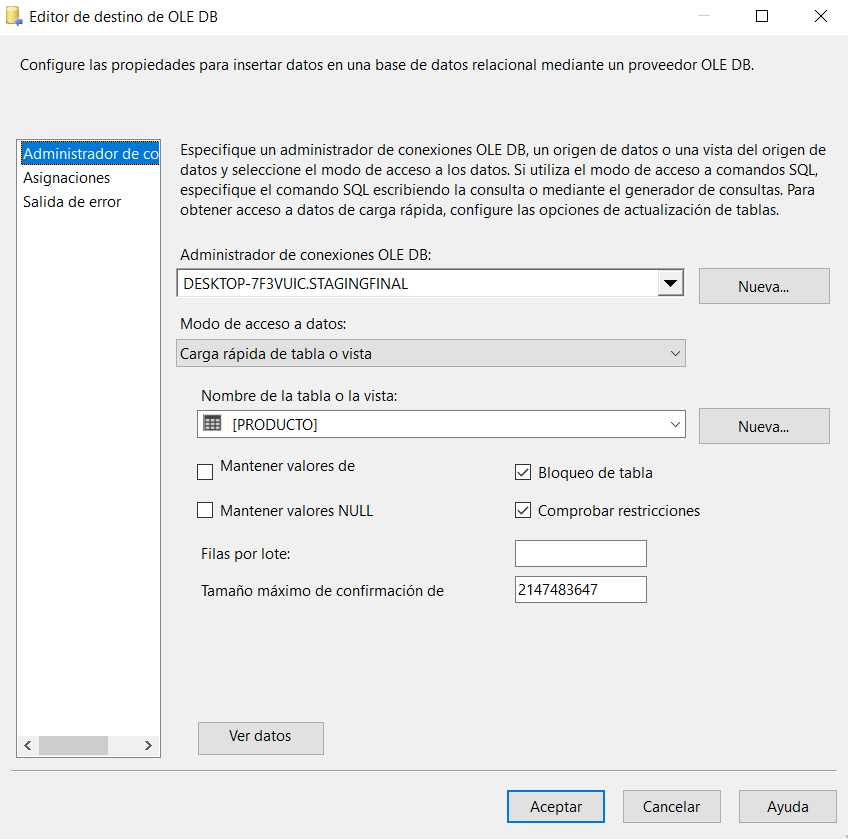 Editor de destino de OLE DB
Configure las propiedades para insertar datos en una base de datos relacional mediante un proveedor OLE DB.
Administrador de co
Asignaciones
Salida de error
Especifique un administrador de conexiones OLE DB, un origen de datos o una vista del origen de
datos y seleccione el modo de acceso a los datos. Si utiliza el modo de acceso a comandos SQL,
especifique el comando SQL escribiendo la consulta o mediante el generador de consultas. Para
obtener acceso a datos de carga rápida, configure las opciones de actualización de tablas.
Administrador de conexiones OLE DB:
DESKTOP-7F3VUIC.STAGINGFINAL
Nueva...
Modo de acceso a datos:
Carga rápida de tabla o vista
Nombre de la tabla o la vista:
[PRODUCTO]
Nueva...
Mantener valores de
Bloqueo de tabla
Mantener valores NULL
Comprobar restricciones
Filas por lote:
Tamaño máximo de confirmación de
2147483647
Ver datos
Aceptar
Cancelar
Ayuda